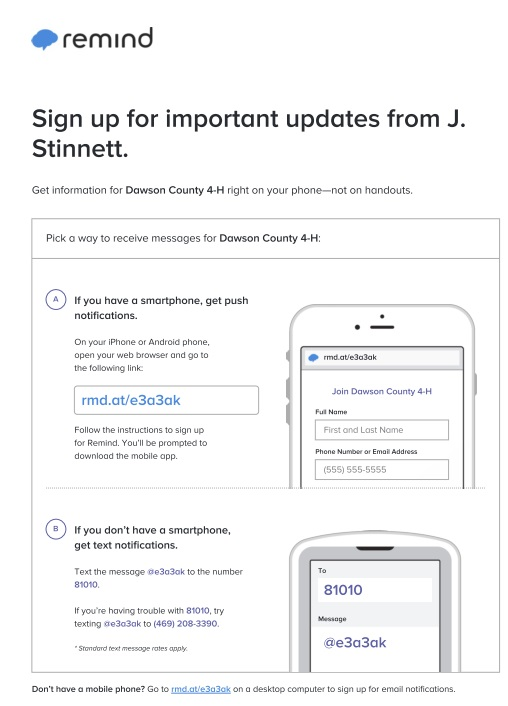 remind
Sign up for important updates from J.
Stinnett.
Get information for Dawson County 4-H right on your phone—not on handouts.
Pick a way to receive messages for Dawson County 4-H:
A
If you have a smartphone, get push
notifications.
On your iPhone or Android phone,
open your web browser and go to
the following link:
rmd.at/e3a3ak
Follow the instructions to sign up
for Remind. You'll be prompted to
download the mobile app.
rmd.at/e3a3ak
Join Dawson County 4-H
Full Name
First and Last Name
Phone Number or Email Address
(555) 555-5555
B
If you don't have a smartphone,
get text notifications.
Text the message @e3a3ak to the number
81010.
If you're having trouble with 81010, try
texting @e3a3ak to (469) 208-3390.
* Standard text message rates apply.
To
81010
Message
@e3a3ak
Don't have a mobile phone? Go to rmd.at/e3a3ak on a desktop computer to sign up for email notifications.